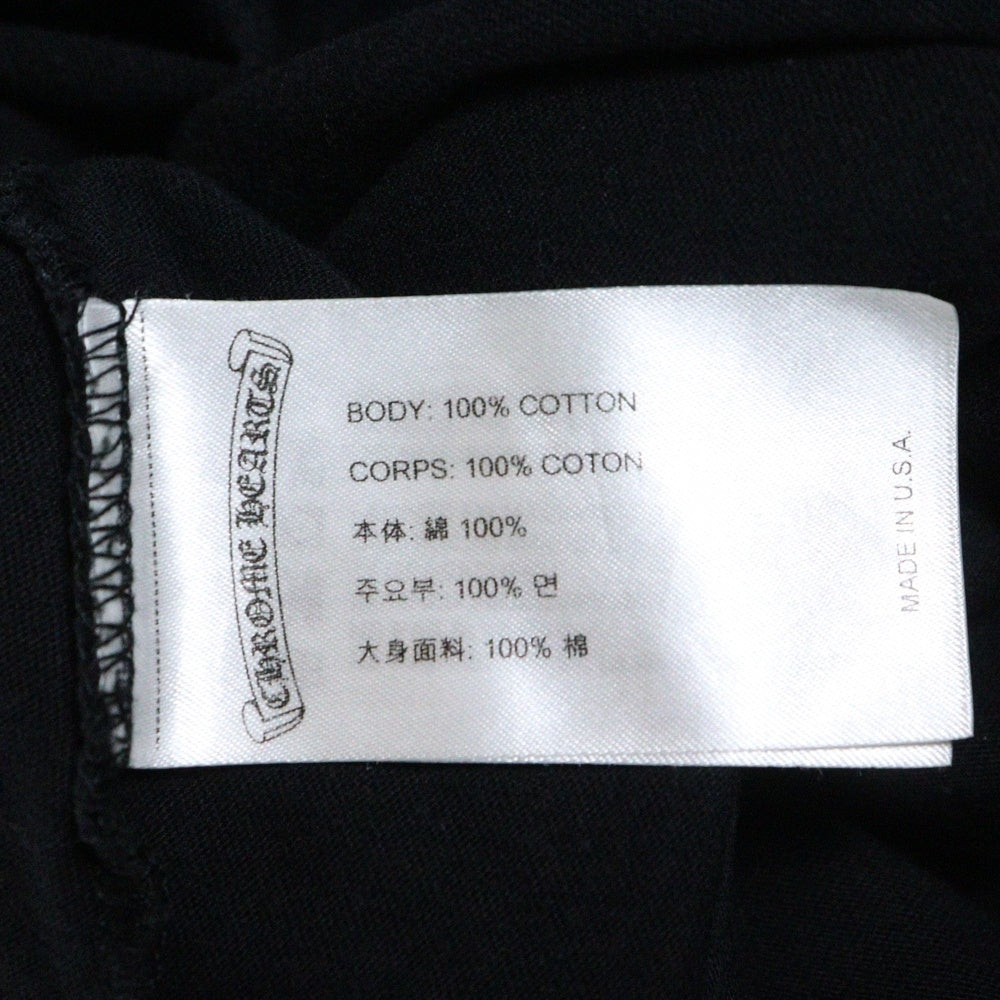 CHROME HEARTS
BODY: 100% COTTON
CORPS: 100% COTON
本体: 綿 100%
주요부: 100% 면
大身面料: 100% 棉
MADE IN U.S.A.